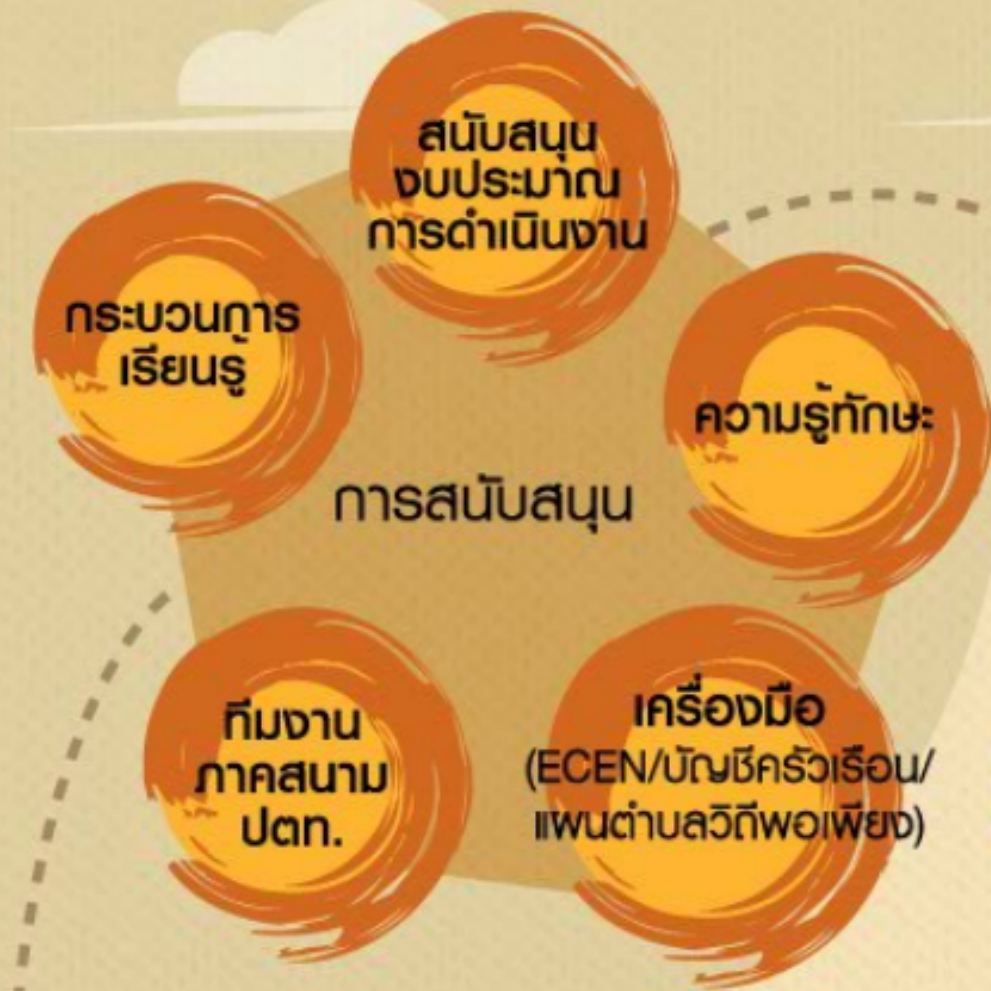 สนับสนุน
งบประมาณ
การดำเนินงาน
กระบวนการ
เรียนรู้
ความรู้ทักษะ
การสนับสนุน
ทีมงาน
ภาคสนาม
ปตท.
เครื่องมือ
(ECEN/บัญชีครัวเรือน/
แผนตำบลวิถีพอเพียง)